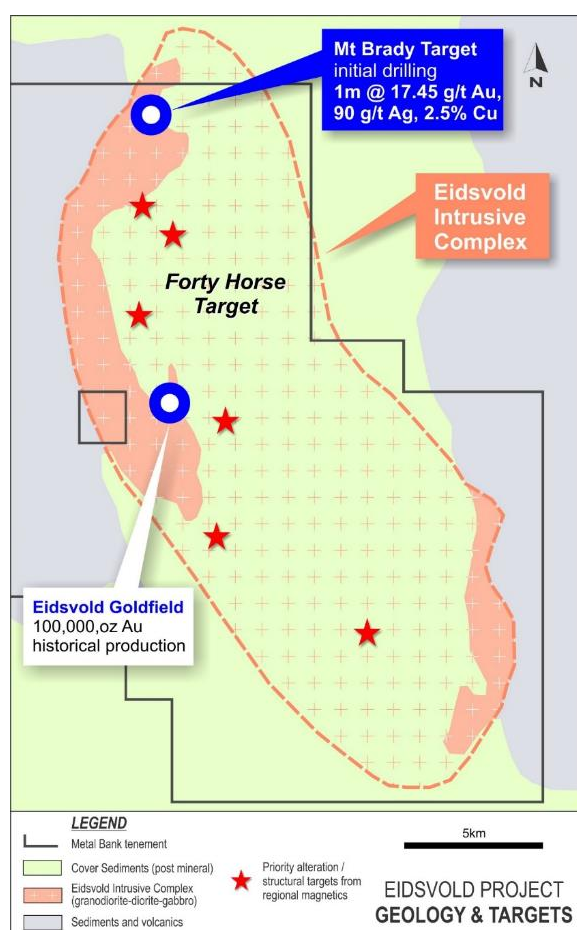 Mt Brady Target
initial drilling
1m @ 17.45 g/t Au,
90 g/t Ag, 2.5% Cu
N
Eidsvold
Intrusive
Complex
Forty Horse
Target
Eidsvold Goldfield
100,000,oz Au
historical production
LEGEND
Metal Bank tenement
Cover Sediments (post mineral)
Eidsvold Intrusive Complex
(granodiorite-diorite-gabbro)
Sediments and volcanics
Priority alteration /
structural targets from
regional magnetics
5km
EIDSVOLD PROJECT
GEOLOGY & TARGETS